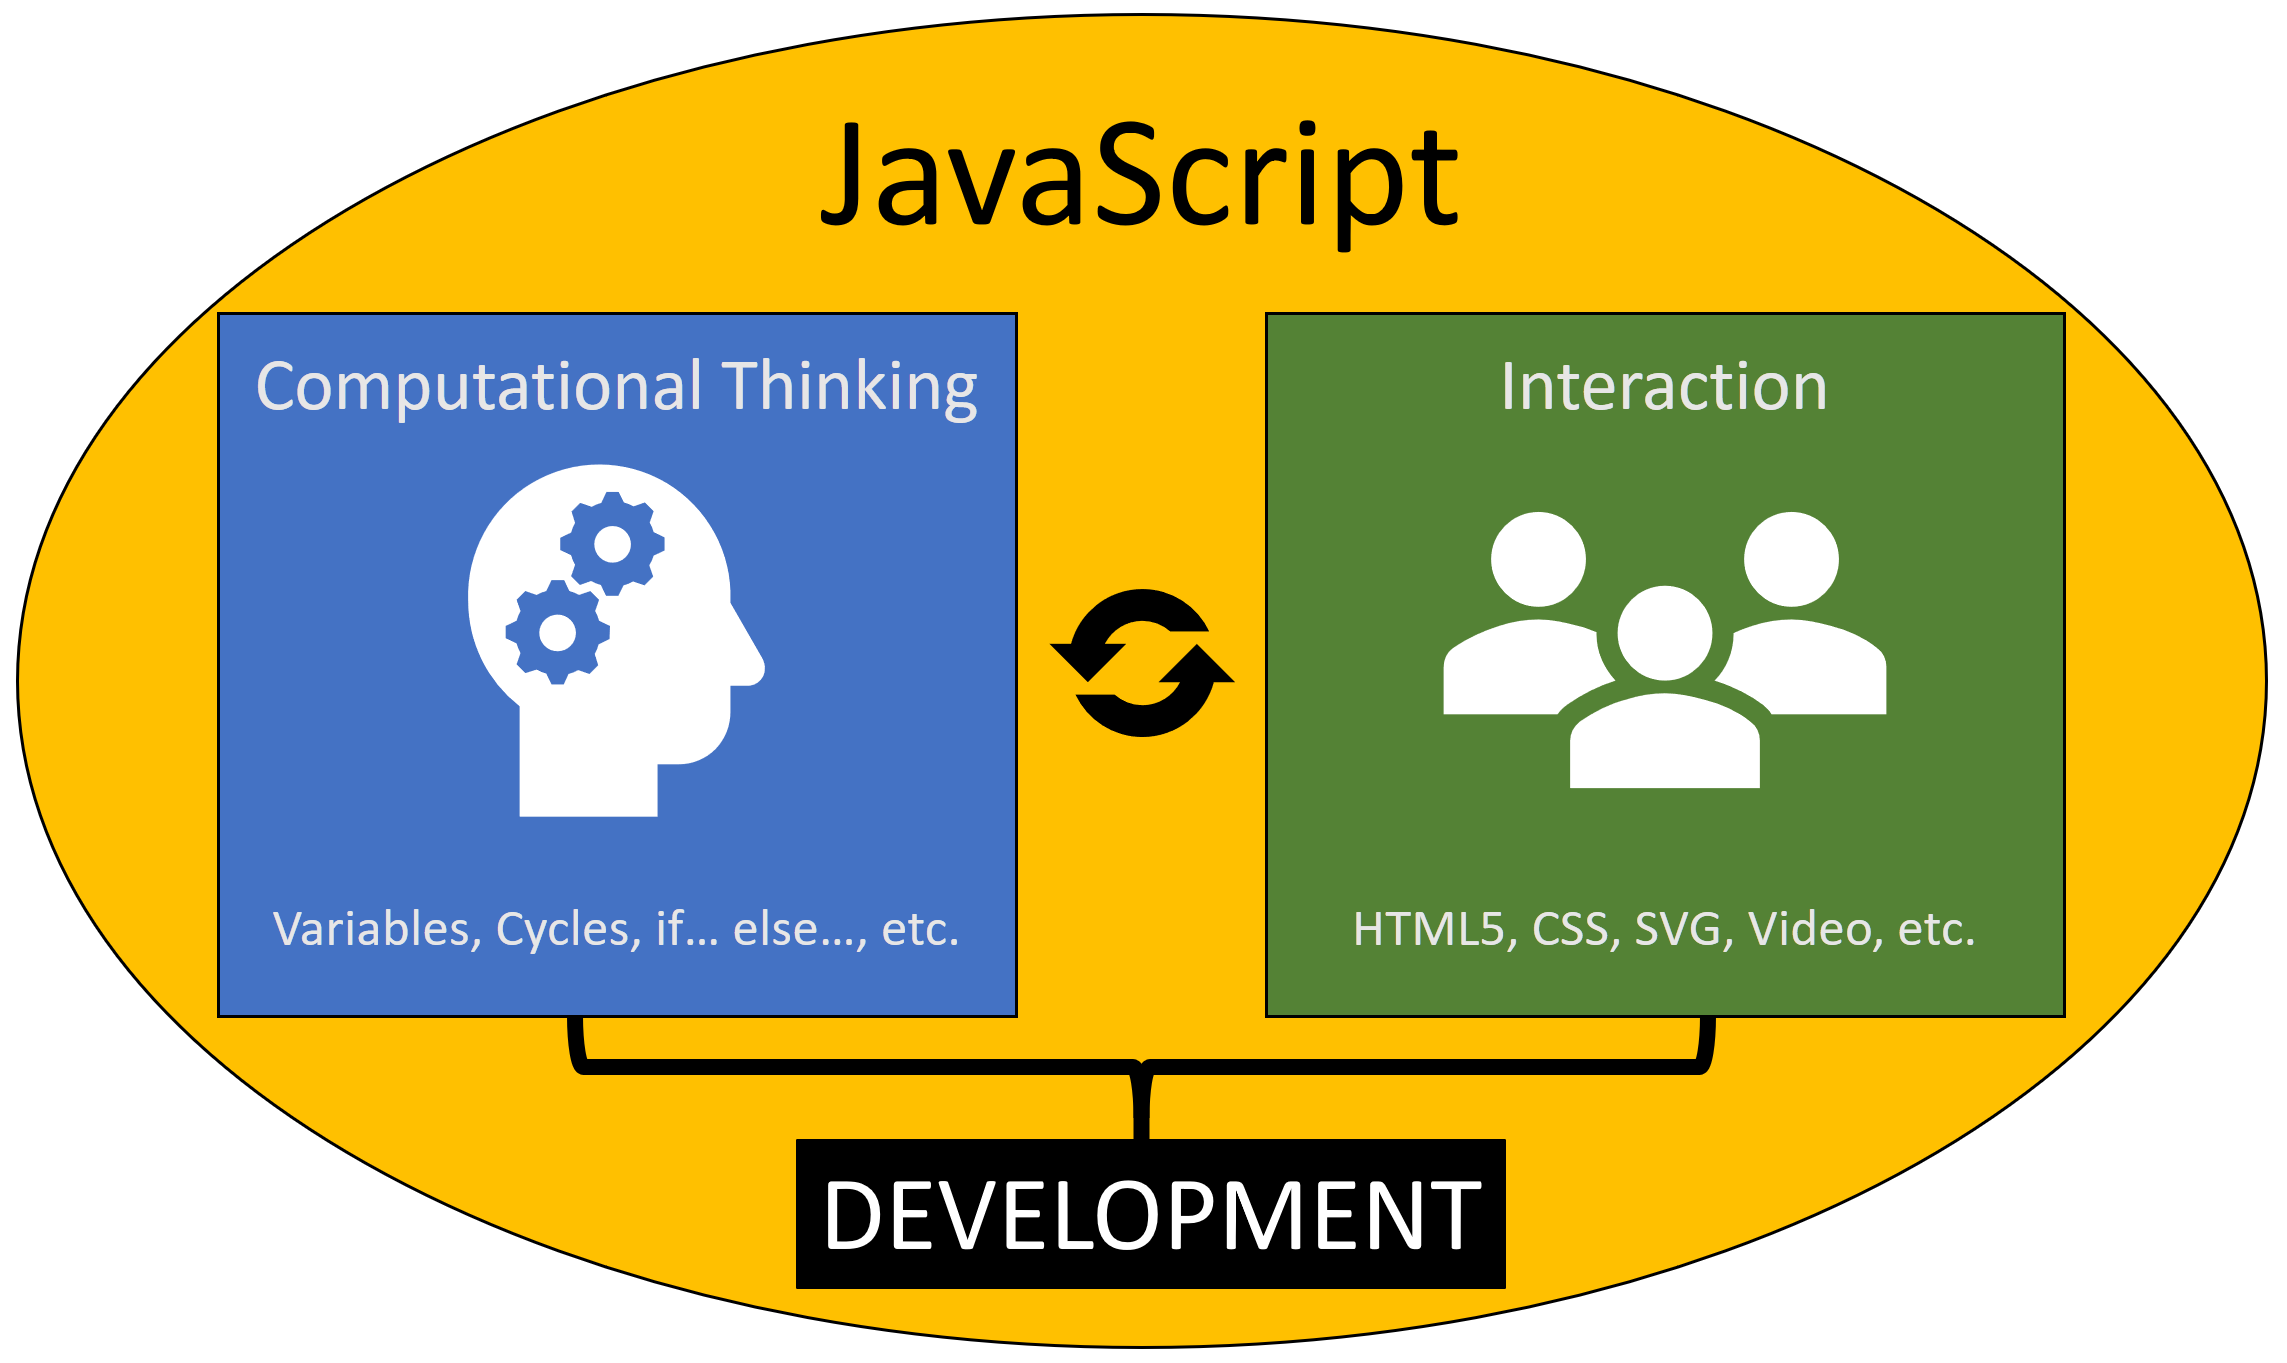 JavaScript
Computational Thinking
Interaction
Variables, Cycles, if… else…, etc.
HTML5, CSS, SVG, Video, etc.
DEVELOPMENT